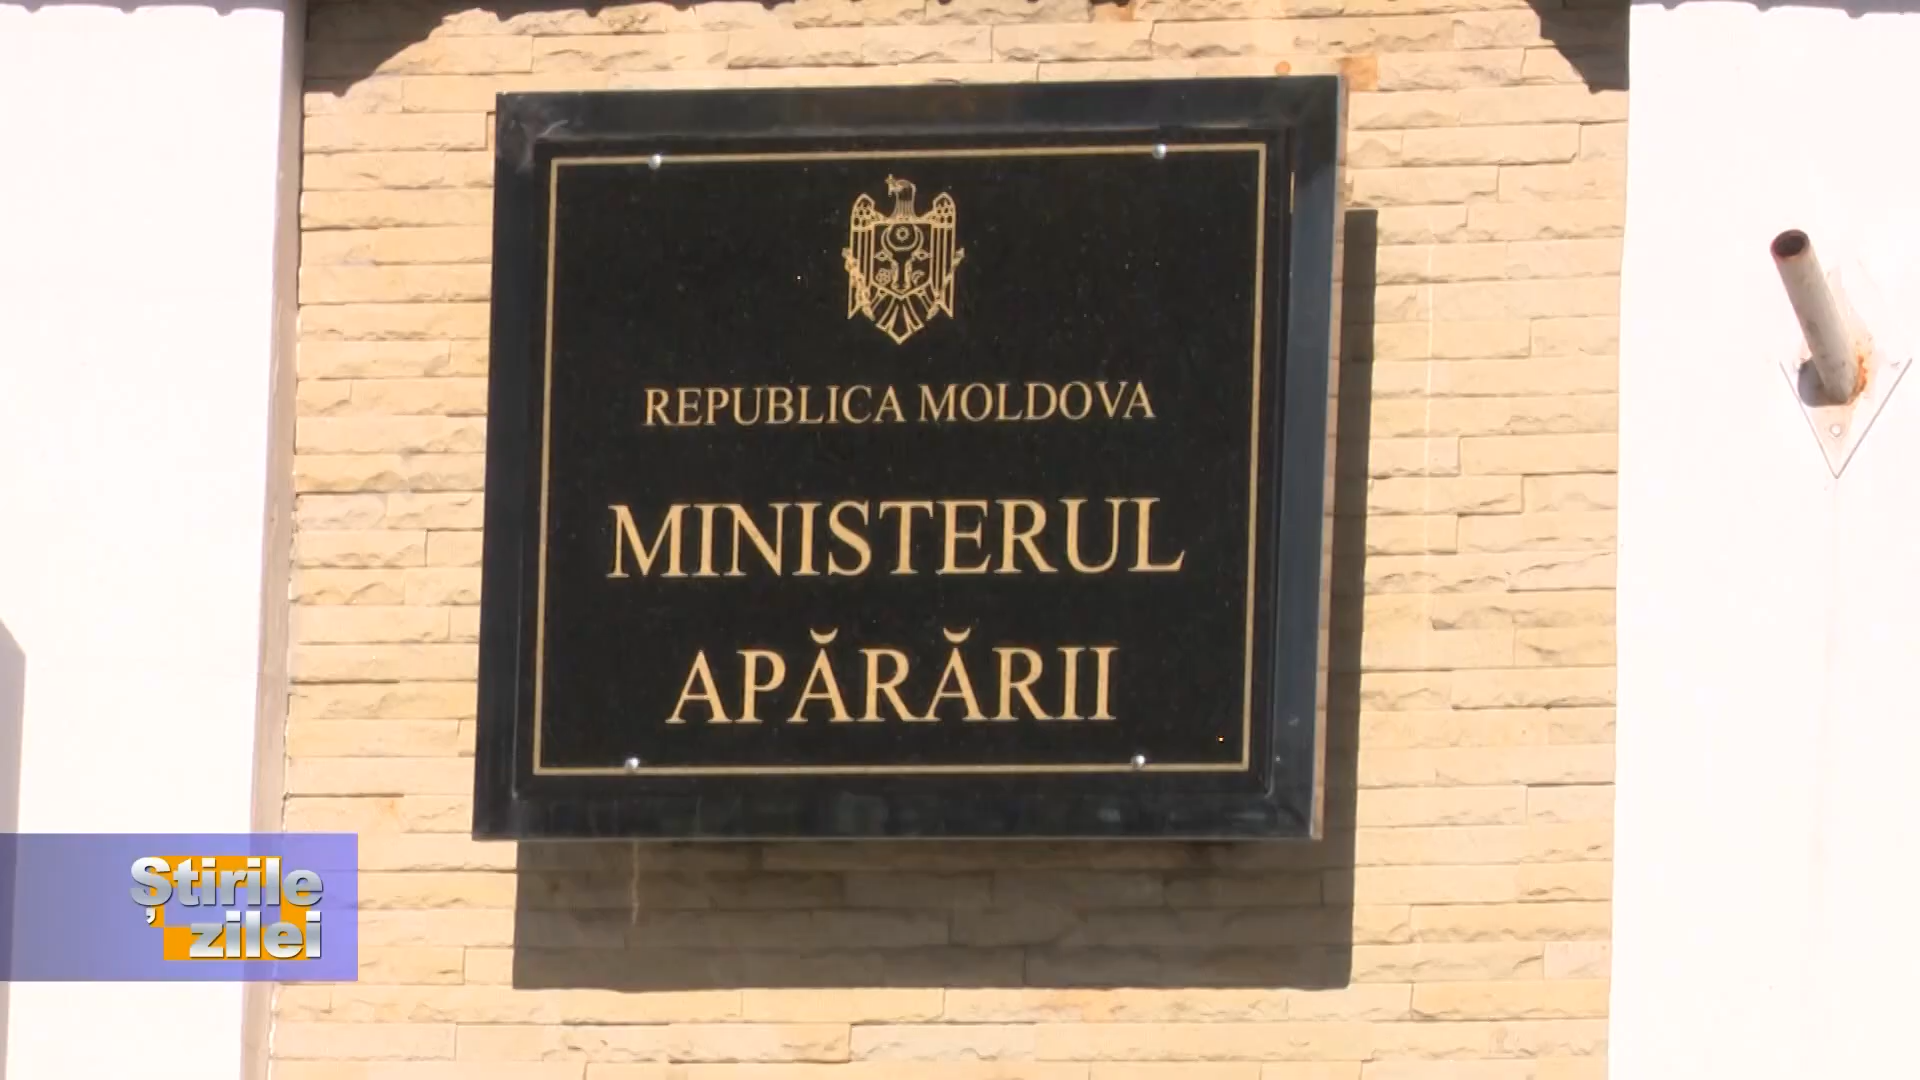 REPUBLICA MOLDOVA
MINISTERUL
APĂRĂRII
Știrile
zilei